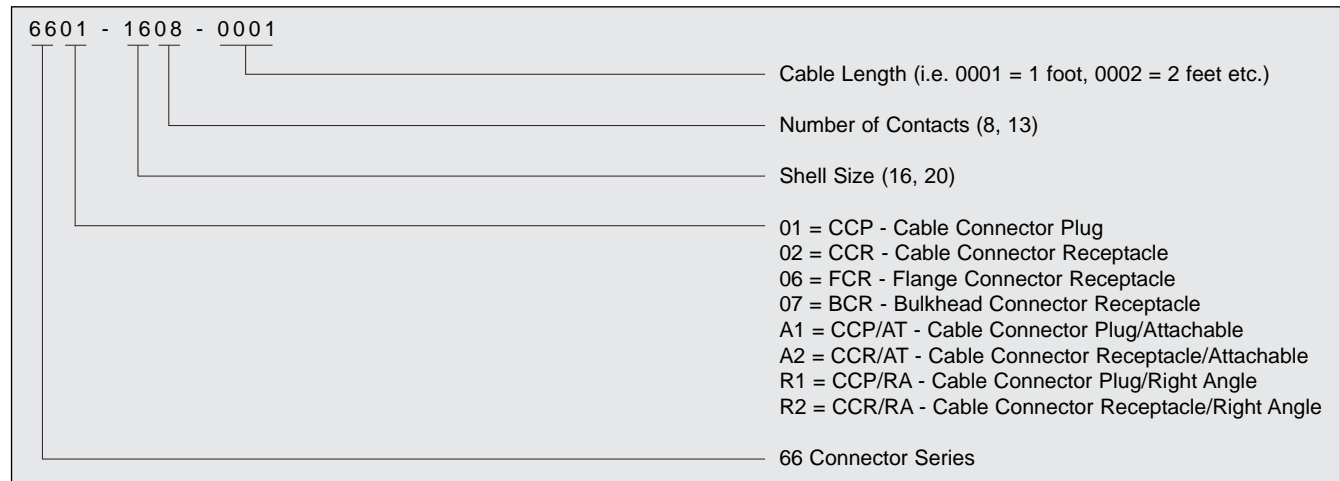 6601 - 1608 - 0001
Cable Length (i.e. 0001 = 1 foot, 0002 = 2 feet etc.)
Number of Contacts (8, 13)
Shell Size (16, 20)
01 = CCP - Cable Connector Plug
02 = CCR - Cable Connector Receptacle
06 = FCR - Flange Connector Receptacle
07 = BCR - Bulkhead Connector Receptacle
A1 = CCP/AT - Cable Connector Plug/Attachable
A2 = CCR/AT - Cable Connector Receptacle/Attachable
R1 = CCP/RA - Cable Connector Plug/Right Angle
R2 = CCR/RA - Cable Connector Receptacle/Right Angle
66 Connector Series